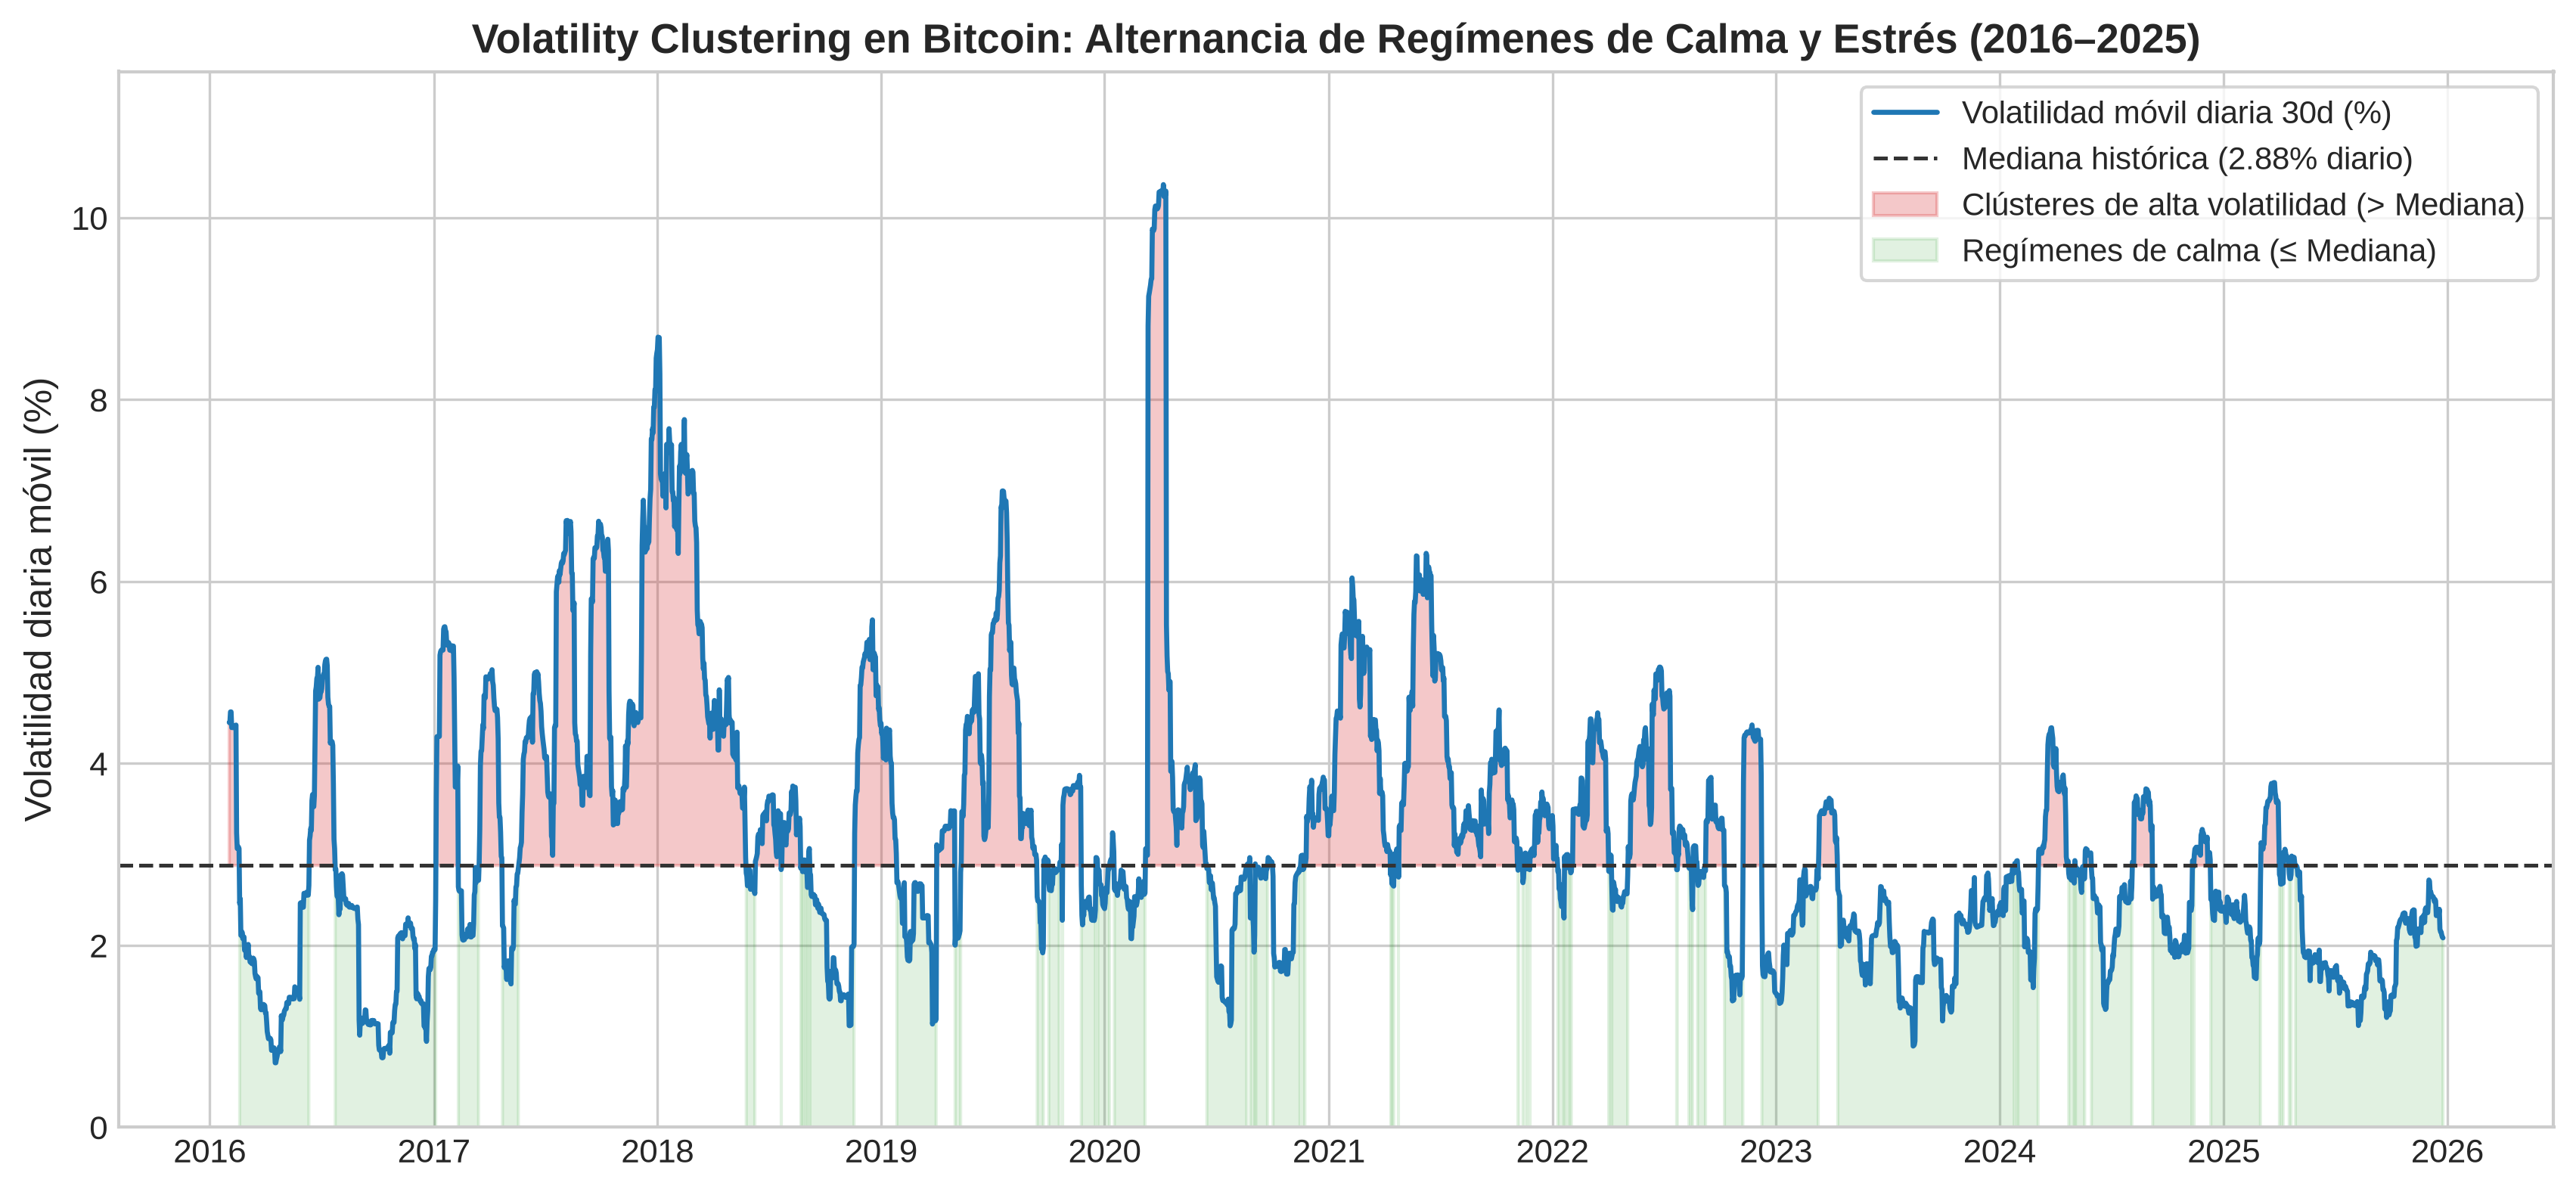 Volatility Clustering en Bitcoin: Alternancia de Regímenes de Calma y Estrés (2016–2025)
Volatilidad móvil diaria 30d (%)
Mediana histórica (2.88% diario)
Clústeres de alta volatilidad (> Mediana)
Regímenes de calma (≤ Mediana)
Volatilidad diaria móvil (%)
10
8
6
4
2
0
2016 2017 2018 2019 2020 2021 2022 2023 2024 2025 2026